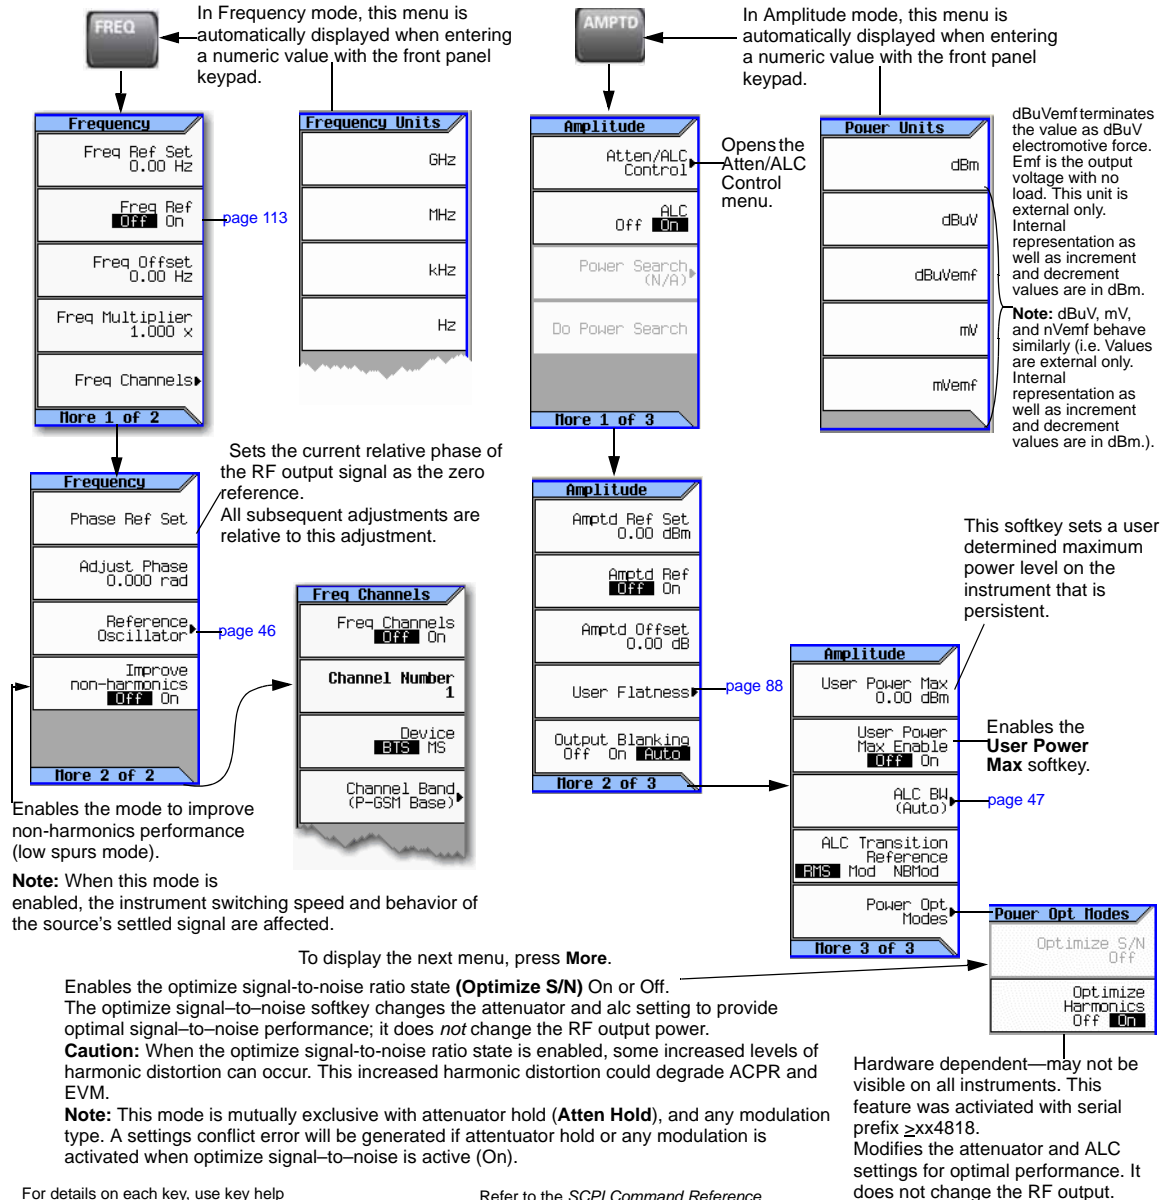 FREQ
In Frequency mode, this menu is
automatically displayed when entering
a numeric value with the front panel
keypad.
AMPTD
In Amplitude mode, this menu is
automatically displayed when entering
a numeric value with the front panel
keypad.
Frequency
Freq Ref Set
0.00 Hz
Freq Ref
Off On
page 113
Freq Offset
0.00 Hz
Freq Multiplier
1.000 x
Freq Channels
More 1 of 2
Frequency Units
GHz
MHz
kHz
Hz
Amplitude
Atten/ALC
Control
Opens the
Atten/ALC
Control
menu.
ALC
Off On
Power Search
(N/A)
Do Power Search
More 1 of 3
Power Units
dBm
dBuV
dBuVemf
mV
mVemf
dBuVemf terminates
the value as dBuV
electromotive force.
Emf is the output
voltage with no
load. This unit is
external only.
Internal
representation as
well as increment
and decrement
values are in dBm.
Note: dBuV, mV,
and nVemf behave
similarly (i.e. Values
are external only.
Internal
representation as
well as increment
and decrement
values are in dBm.).
Frequency
Phase Ref Set
Adjust Phase
0.000 rad
Reference
Oscillator
page 46
Improve
non-harmonics
Off On
More 2 of 2
Sets the current relative phase of
the RF output signal as the zero
reference.
All subsequent adjustments are
relative to this adjustment.
Freq Channels
Freq Channels
Off On
Channel Number
1
Device
BTS MS
Channel Band
(P-GSM Base)
Enables the mode to improve
non-harmonics performance
(low spurs mode).
Note: When this mode is
enabled, the instrument switching speed and behavior of
the source's settled signal are affected.
Amplitude
Amptd Ref Set
0.00 dBm
Amptd Ref
Off On
Amptd Offset
0.00 dB
User Flatness
page 88
Output Blanking
Off On Auto
More 2 of 3
This softkey sets a user
determined maximum
power level on the
instrument that is
persistent.
Amplitude
User Power Max
0.00 dBm
User Power
Max Enable
Off On
Enables the
User Power
Max softkey.
ALC BW
(Auto)
page 47
ALC Transition
Reference
RMS Mod NBMod
Power Opt
Modes
More 3 of 3
Power Opt Modes
Optimize S/N
Off
Optimize
Harmonics
Off On
To display the next menu, press More.
Enables the optimize signal-to-noise ratio state (Optimize S/N) On or Off.
The optimize signal–to–noise softkey changes the attenuator and alc setting to provide
optimal signal–to–noise performance; it does not change the RF output power.
Caution: When the optimize signal-to-noise ratio state is enabled, some increased levels of
harmonic distortion can occur. This increased harmonic distortion could degrade ACPR and
EVM.
Note: This mode is mutually exclusive with attenuator hold (Atten Hold), and any modulation
type. A settings conflict error will be generated if attentuator hold or any modulation is
activated when optimize signal–to–noise is active (On).
Hardware dependent—may not be
visible on all instruments. This
feature was activiated with serial
prefix ≥xx4818.
Modifies the attenuator and ALC
settings for optimal performance. It
does not change the RF output.
For details on each key, use key help
Refer to the SCPI Command Reference